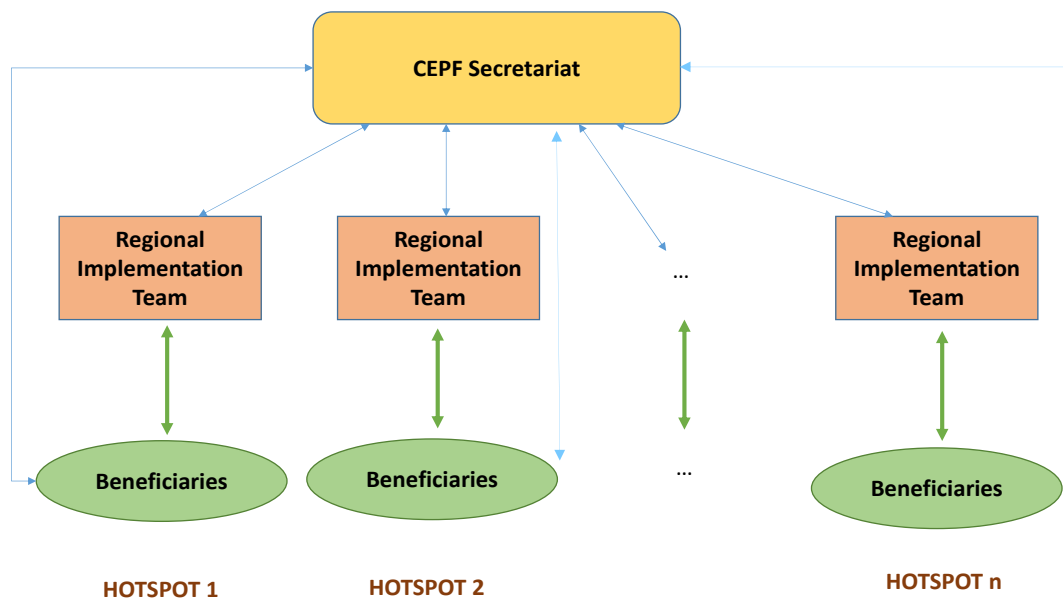 CEPF Secretariat
Regional
Implementation
Team
Regional
Implementation
Team
...
Regional
Implementation
Team
Beneficiaries
Beneficiaries
...
Beneficiaries
HOTSPOT 1
HOTSPOT 2
HOTSPOT n